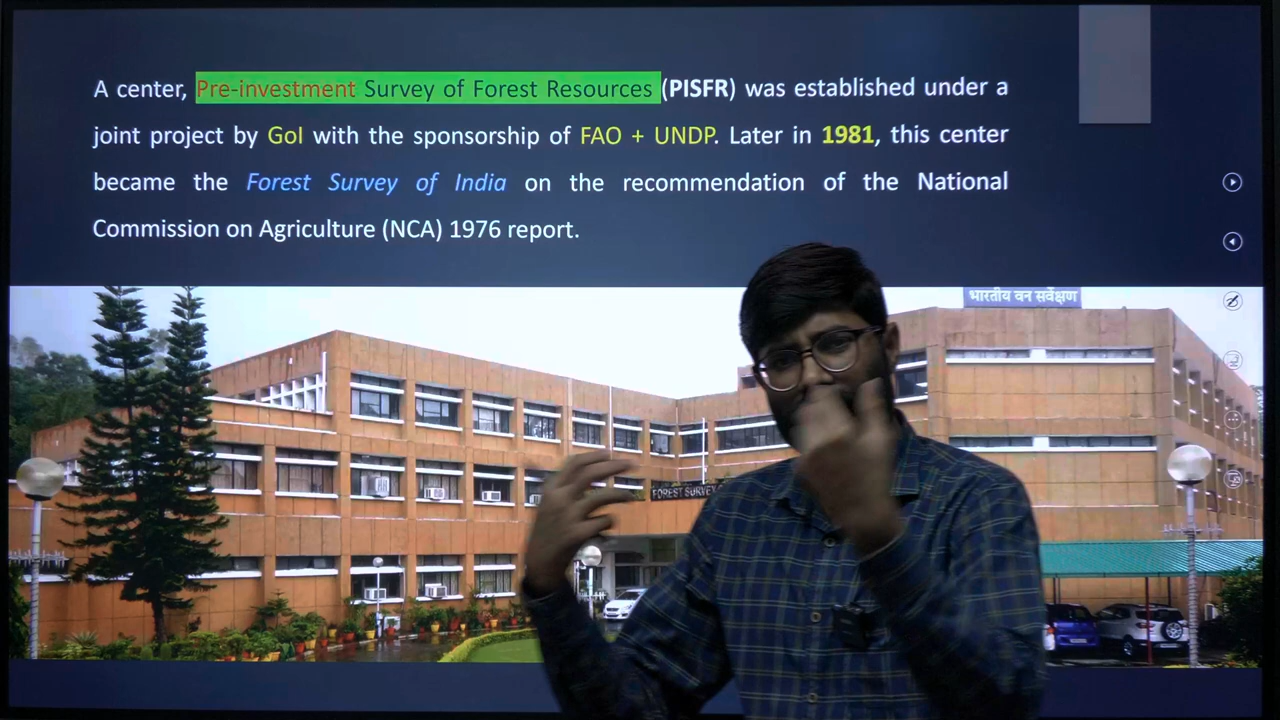 A center, Pre-investment Survey of Forest Resources (PISFR) was established under a
joint project by GoI with the sponsorship of FAO + UNDP. Later in 1981, this center
became the Forest Survey of India on the recommendation of the National
Commission on Agriculture (NCA) 1976 report.
भारतीय वन सर्वेक्षण
FOREST SURVEY